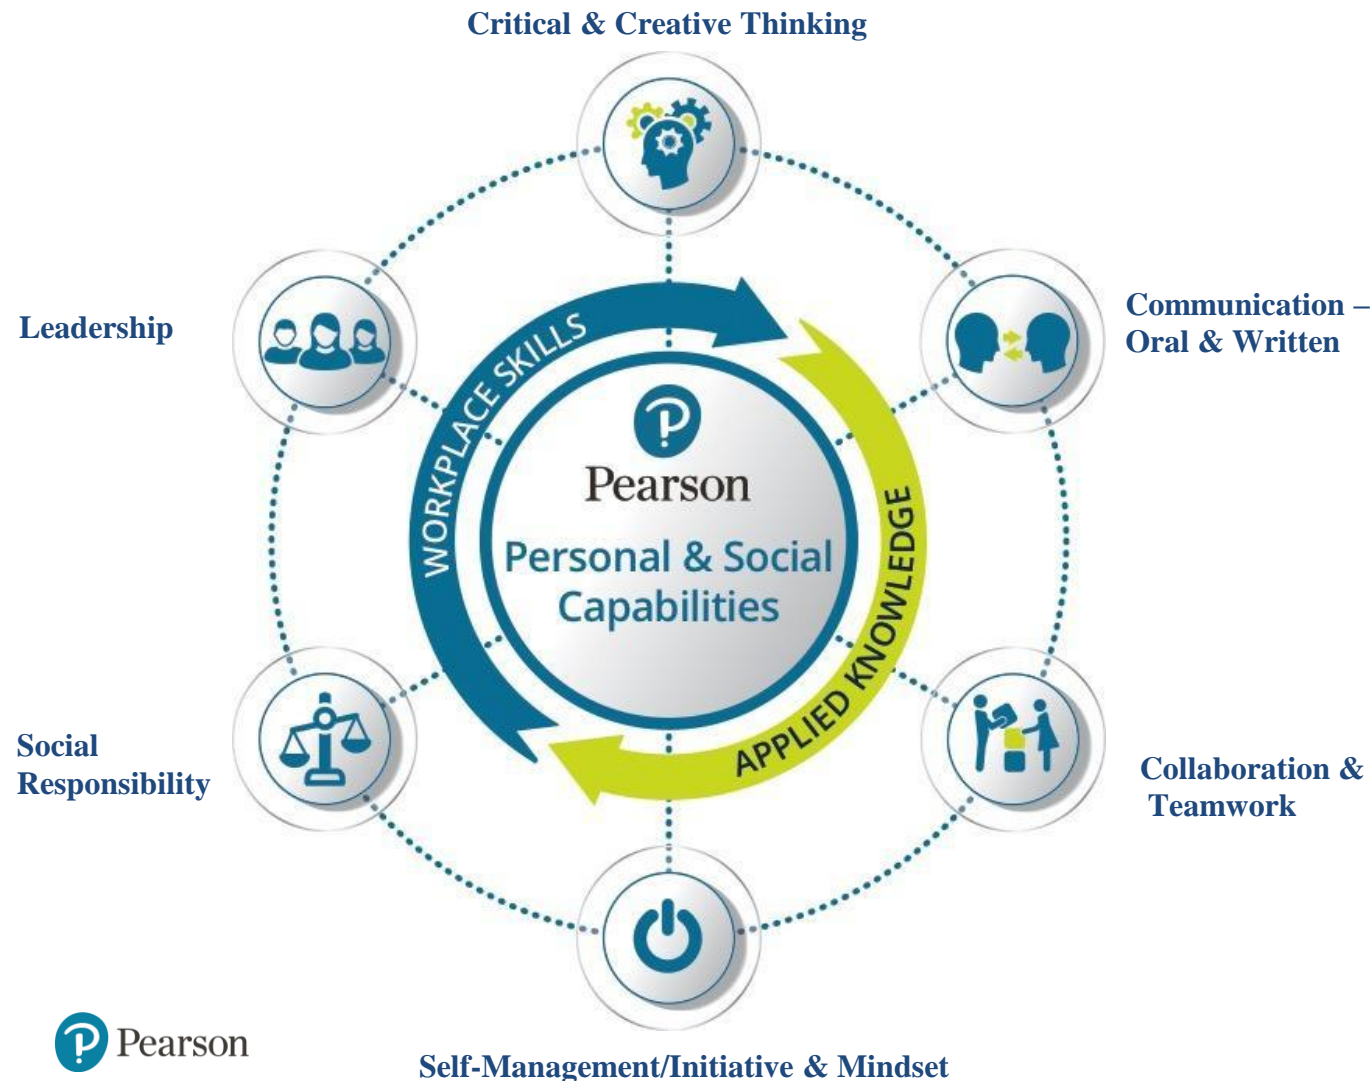 Critical & Creative Thinking
Leadership
Communication –
Oral & Written
WORKPLACE SKILLS
Pearson
Personal & Social
Capabilities
APPLIED KNOWLEDGE
Social
Responsibility
Collaboration &
Teamwork
Pearson
Self-Management/Initiative & Mindset